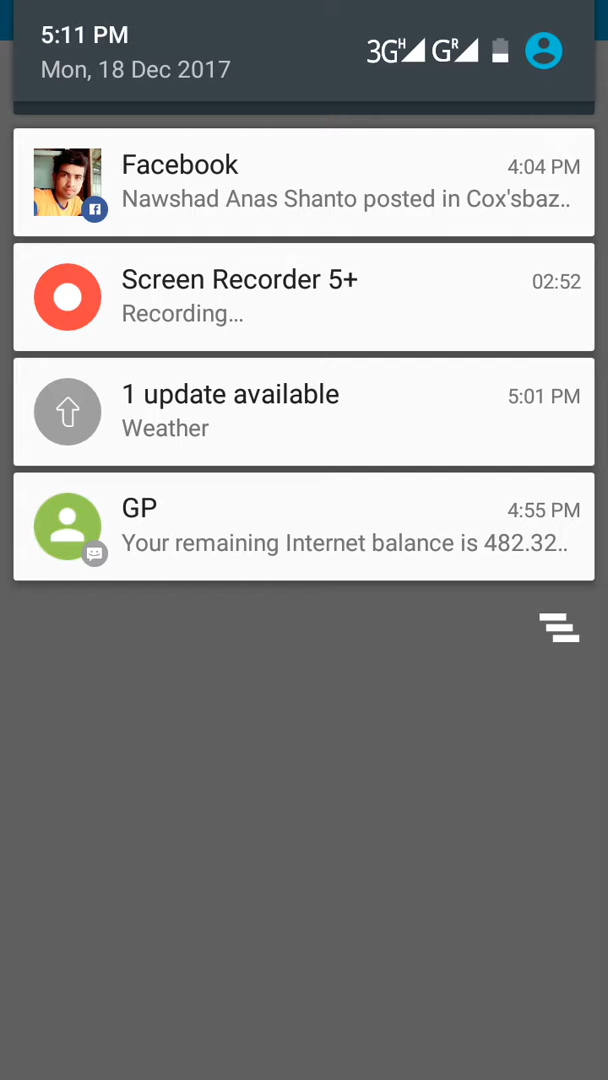 5:11 PM
Mon, 18 Dec 2017
3G H G R
Facebook 4:04 PM
Nawshad Anas Shanto posted in Cox'sbaz..
Screen Recorder 5+ 02:52
Recording...
1 update available 5:01 PM
Weather
GP 4:55 PM
Your remaining Internet balance is 482.32..